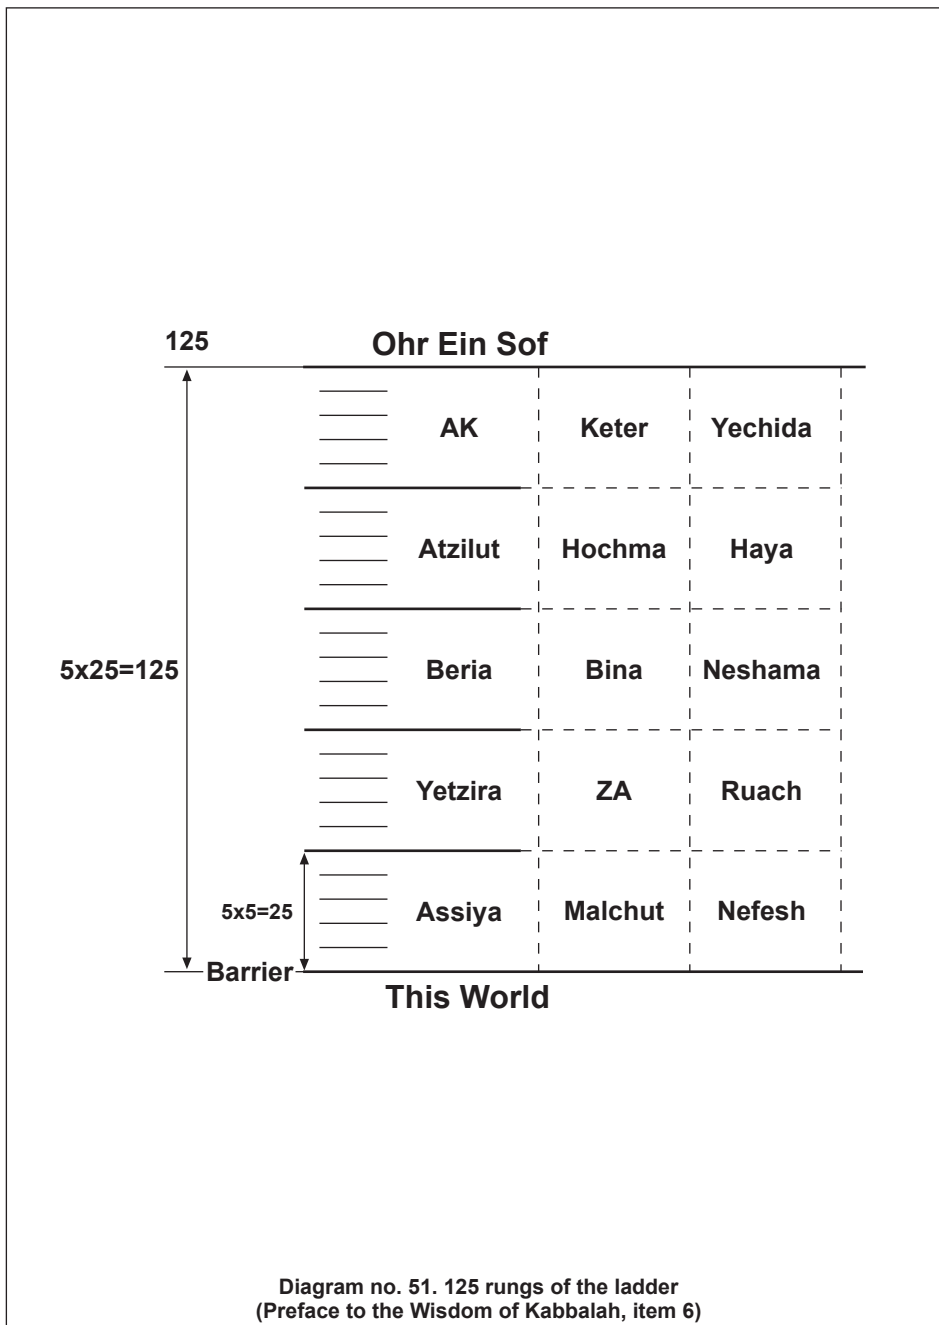 125 Ohr Ein Sof
AK Keter Yechida
Atzilut Hochma Haya
5x25=125 Beria Bina Neshama
Yetzira ZA Ruach
5x5=25 Assiya Malchut Nefesh
Barrier
This World
Diagram no. 51. 125 rungs of the ladder
(Preface to the Wisdom of Kabbalah, item 6)